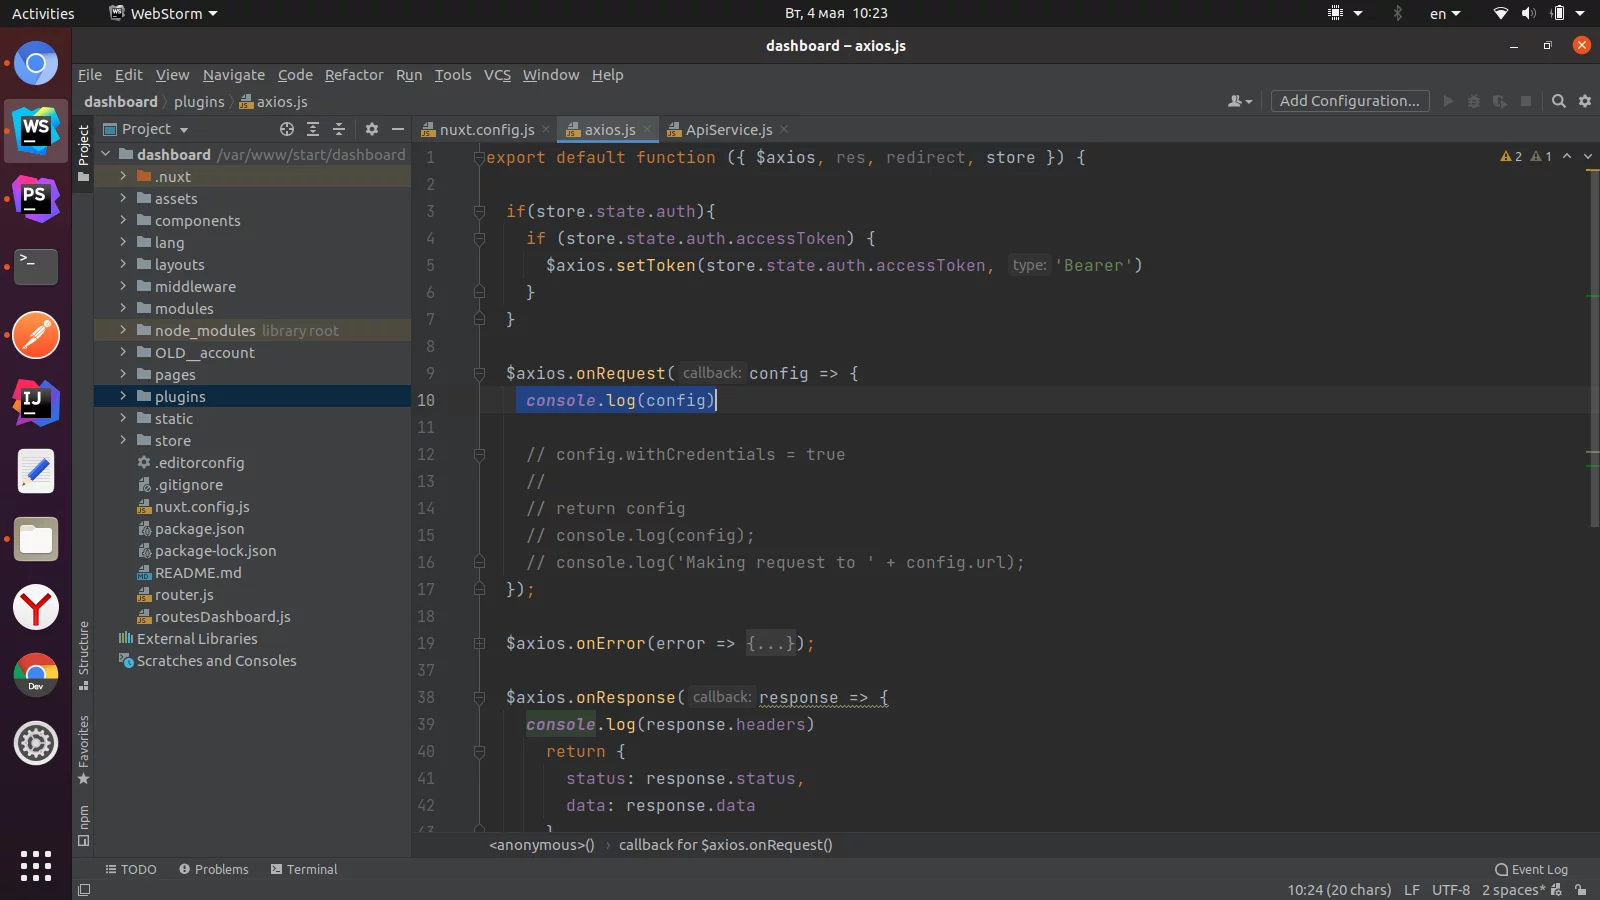 Activities WebStorm Вт, 4 мая 10:23 en
dashboard – axios.js
File Edit View Navigate Code Refactor Run Tools VCS Window Help
dashboard plugins axios.js Add Configuration...
Project nuxt.config.js axios.js ApiService.js
Project
Structure
Favorites
npm
WS
PS
>_
IJ
Dev
dashboard /var/www/start/dashboard
.nuxt
assets
components
lang
layouts
middleware
modules
node_modules library root
OLD__account
pages
plugins
static
store
.editorconfig
.gitignore
nuxt.config.js
package.json
package-lock.json
README.md
router.js
routesDashboard.js
External Libraries
Scratches and Consoles
2 1
1 export default function ({ $axios, res, redirect, store }) {
2
3 if(store.state.auth){
4 if (store.state.auth.accessToken) {
5 $axios.setToken(store.state.auth.accessToken, type: 'Bearer')
6 }
7 }
8
9 $axios.onRequest( callback: config => {
10 console.log(config)
11
12 // config.withCredentials = true
13 //
14 // return config
15 // console.log(config);
16 // console.log('Making request to ' + config.url);
17 });
18
19 $axios.onError(error => {...});
37
38 $axios.onResponse( callback: response => {
39 console.log(response.headers)
40 return {
41 status: response.status,
42 data: response.data
43 }
<anonymous>() callback for $axios.onRequest()
TODO Problems Terminal Event Log
10:24 (20 chars) LF UTF-8 2 spaces*